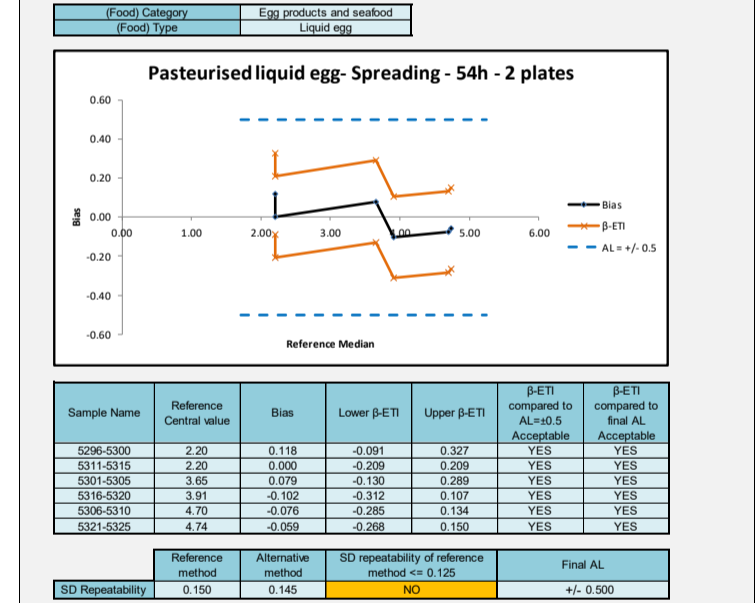 (Food) Category Egg products and seafood
(Food) Type Liquid egg
Pasteurised liquid egg- Spreading - 54h - 2 plates
0.60
0.40
0.20
0.00
-0.20
-0.40
-0.60
Bias
0.00 1.00 2.00 3.00 4.00 5.00 6.00
Reference Median
Bias
β-ETI
AL = +/- 0.5
Sample Name Reference Central value Bias Lower β-ETI Upper β-ETI β-ETI compared to AL=±0.5 Acceptable β-ETI compared to final AL Acceptable
5296-5300 2.20 0.118 -0.091 0.327 YES YES
5311-5315 2.20 0.000 -0.209 0.209 YES YES
5301-5305 3.65 0.079 -0.130 0.289 YES YES
5316-5320 3.91 -0.102 -0.312 0.107 YES YES
5306-5310 4.70 -0.076 -0.285 0.134 YES YES
5321-5325 4.74 -0.059 -0.268 0.150 YES YES
Reference method Alternative method SD repeatability of reference method <= 0.125 Final AL
SD Repeatability 0.150 0.145 NO +/- 0.500